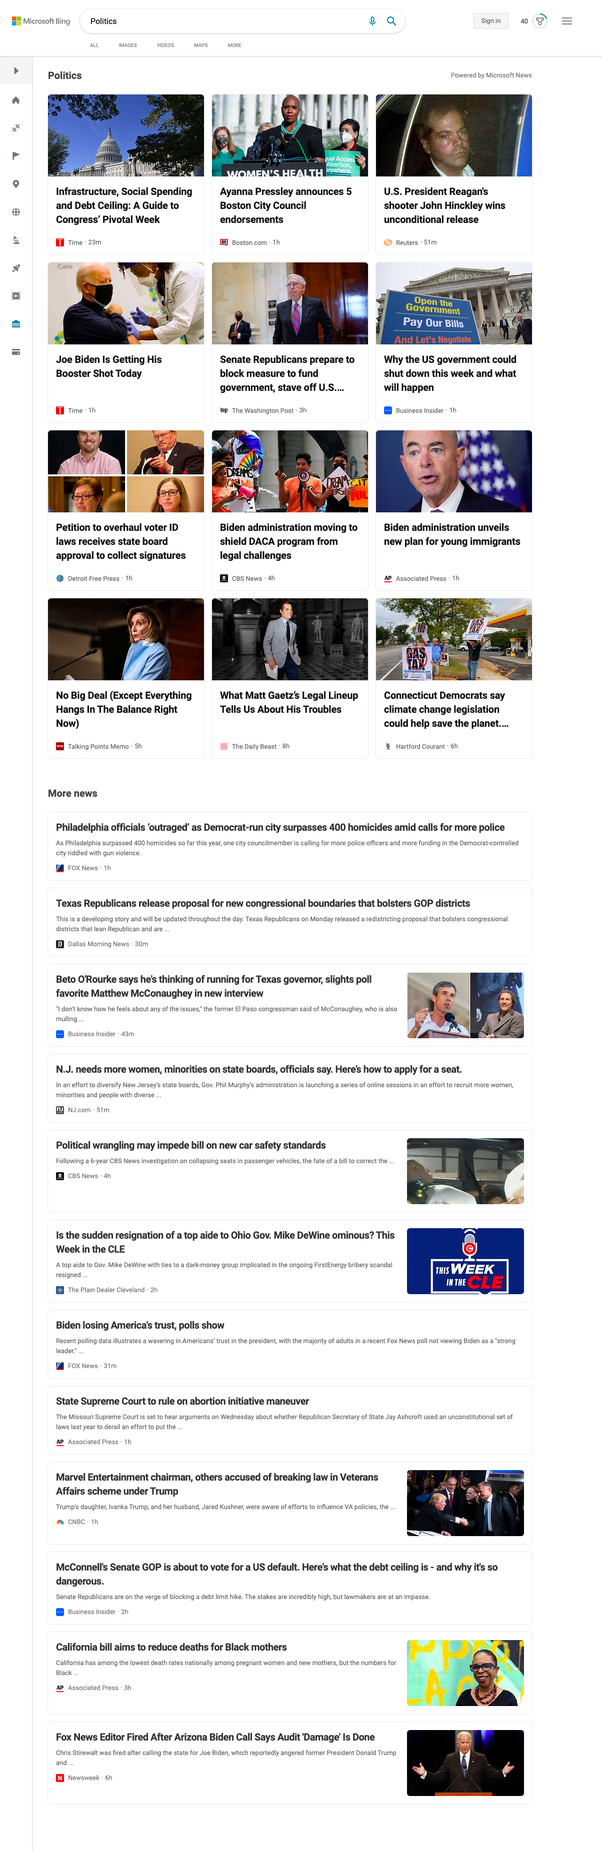 Microsoft Bing
Politics
Sign in
40
ALL
IMAGES
VIDEOS
MAPS
MORE
Politics
Powered by Microsoft News
WOMEN'S HEALTH
Infrastructure, Social Spending
and Debt Ceiling: A Guide to
Congress' Pivotal Week
Time · 23m
Ayanna Pressley announces 5
Boston City Council
endorsements
Boston.com · 1h
U.S. President Reagan's
shooter John Hinckley wins
unconditional release
Reuters · 51m
Care
Open the
Government
Pay Our Bills
And Let's Negotiate
Joe Biden Is Getting His
Booster Shot Today
Time · 1h
Senate Republicans prepare to
block measure to fund
government, stave off U.S....
wp The Washington Post · 3h
Why the US government could
shut down this week and what
will happen
Business Insider · 1h
Petition to overhaul voter ID
laws receives state board
approval to collect signatures
Detroit Free Press · 1h
Biden administration moving to
shield DACA program from
legal challenges
CBS News · 4h
Biden administration unveils
new plan for young immigrants
AP Associated Press · 1h
GAS
TAX
GAS
TAX
No Big Deal (Except Everything
Hangs In The Balance Right
Now)
Talking Points Memo · 5h
What Matt Gaetz's Legal Lineup
Tells Us About His Troubles
The Daily Beast · 8h
Connecticut Democrats say
climate change legislation
could help save the planet....
Hartford Courant · 6h
More news
Philadelphia officials 'outraged' as Democrat-run city surpasses 400 homicides amid calls for more police
As Philadelphia surpassed 400 homicides so far this year, one city councilmember is calling for more police officers and more funding in the Democrat-controlled
city riddled with gun violence.
FOX News · 1h
Texas Republicans release proposal for new congressional boundaries that bolsters GOP districts
This is a developing story and will be updated throughout the day. Texas Republicans on Monday released a redistricting proposal that bolsters congressional
districts that lean Republican and are ...
Dallas Morning News · 30m
Beto O'Rourke says he's thinking of running for Texas governor, slights poll
favorite Matthew McConaughey in new interview
"I don't know how he feels about any of the issues," the former El Paso congressman said of McConaughey, who is also
mulling ...
Business Insider · 43m
N.J. needs more women, minorities on state boards, officials say. Here's how to apply for a seat.
In an effort to diversify New Jersey's state boards, Gov. Phil Murphy's administration is launching a series of online sessions in an effort to recruit more women,
minorities and people with diverse ...
NJ.com · 51m
Political wrangling may impede bill on new car safety standards
Following a 6-year CBS News investigation on collapsing seats in passenger vehicles, the fate of a bill to correct the ...
CBS News · 4h
Is the sudden resignation of a top aide to Ohio Gov. Mike DeWine ominous? This
Week in the CLE
A top aide to Gov. Mike DeWine with ties to a dark-money group implicated in the ongoing FirstEnergy bribery scandal
resigned ...
The Plain Dealer Cleveland · 2h
THIS WEEK
IN THE CLE
Biden losing America's trust, polls show
Recent polling data illustrates a wavering in Americans' trust in the president, with the majority of adults in a recent Fox News poll not viewing Biden as a "strong
leader." ...
FOX News · 31m
State Supreme Court to rule on abortion initiative maneuver
The Missouri Supreme Court is set to hear arguments on Wednesday about whether Republican Secretary of State Jay Ashcroft used an unconstitutional set of
laws last year to derail an effort to put the ...
AP Associated Press · 1h
Marvel Entertainment chairman, others accused of breaking law in Veterans
Affairs scheme under Trump
Trump's daughter, Ivanka Trump, and her husband, Jared Kushner, were aware of efforts to influence VA policies, the ...
CNBC · 1h
McConnell's Senate GOP is about to vote for a US default. Here's what the debt ceiling is - and why it's so
dangerous.
Senate Republicans are on the verge of blocking a debt limit hike. The stakes are incredibly high, but lawmakers are at an impasse.
Business Insider · 2h
California bill aims to reduce deaths for Black mothers
California has among the lowest death rates nationally among pregnant women and new mothers, but the numbers for
Black ...
AP Associated Press · 3h
Fox News Editor Fired After Arizona Biden Call Says Audit 'Damage' Is Done
Chris Stirewalt was fired after calling the state for Joe Biden, which reportedly angered former President Donald Trump
and ...
N Newsweek · 6h